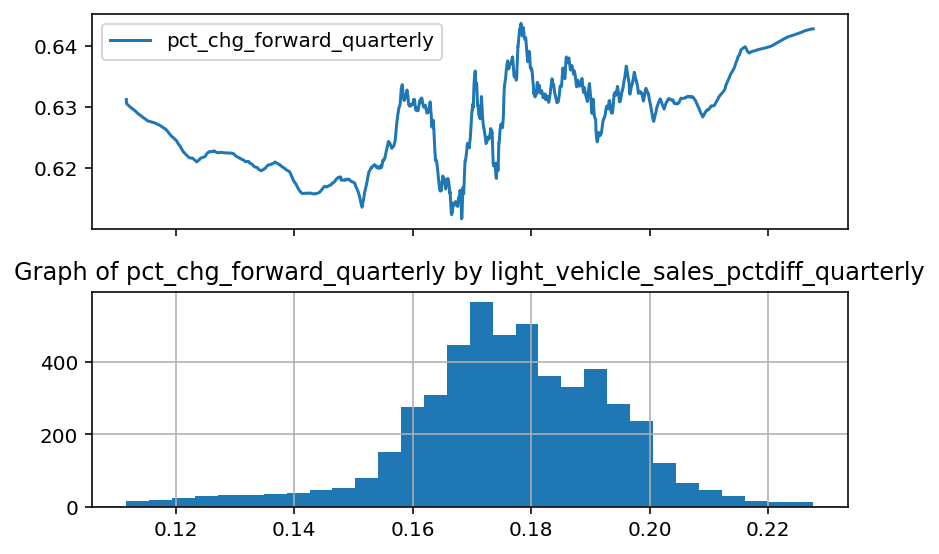 pct_chg_forward_quarterly
0.64
0.63
0.62
Graph of pct_chg_forward_quarterly by light_vehicle_sales_pctdiff_quarterly
400
200
0
0.12 0.14 0.16 0.18 0.20 0.22